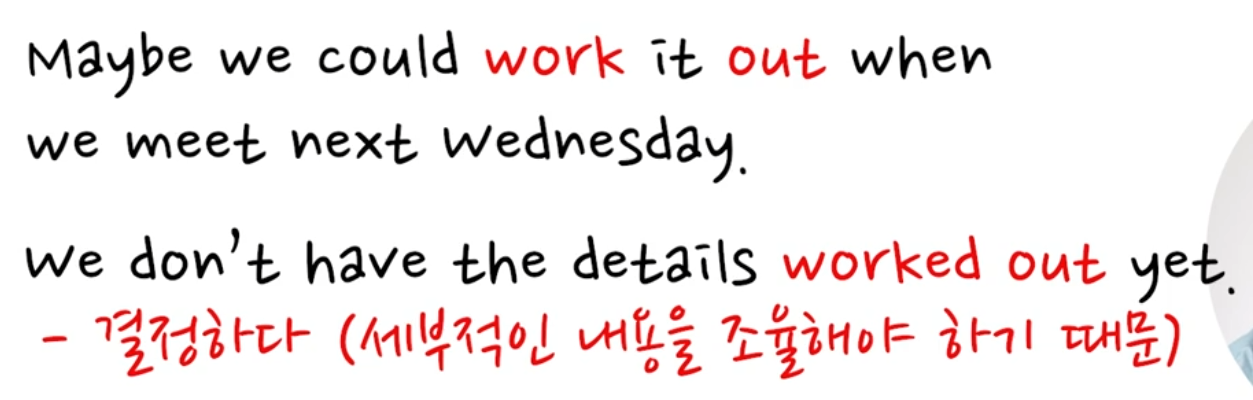 Maybe we could work it out when
we meet next Wednesday.
We don't have the details worked out yet.
- 결정하다 (세부적인 내용을 조율해야 하기 때문)